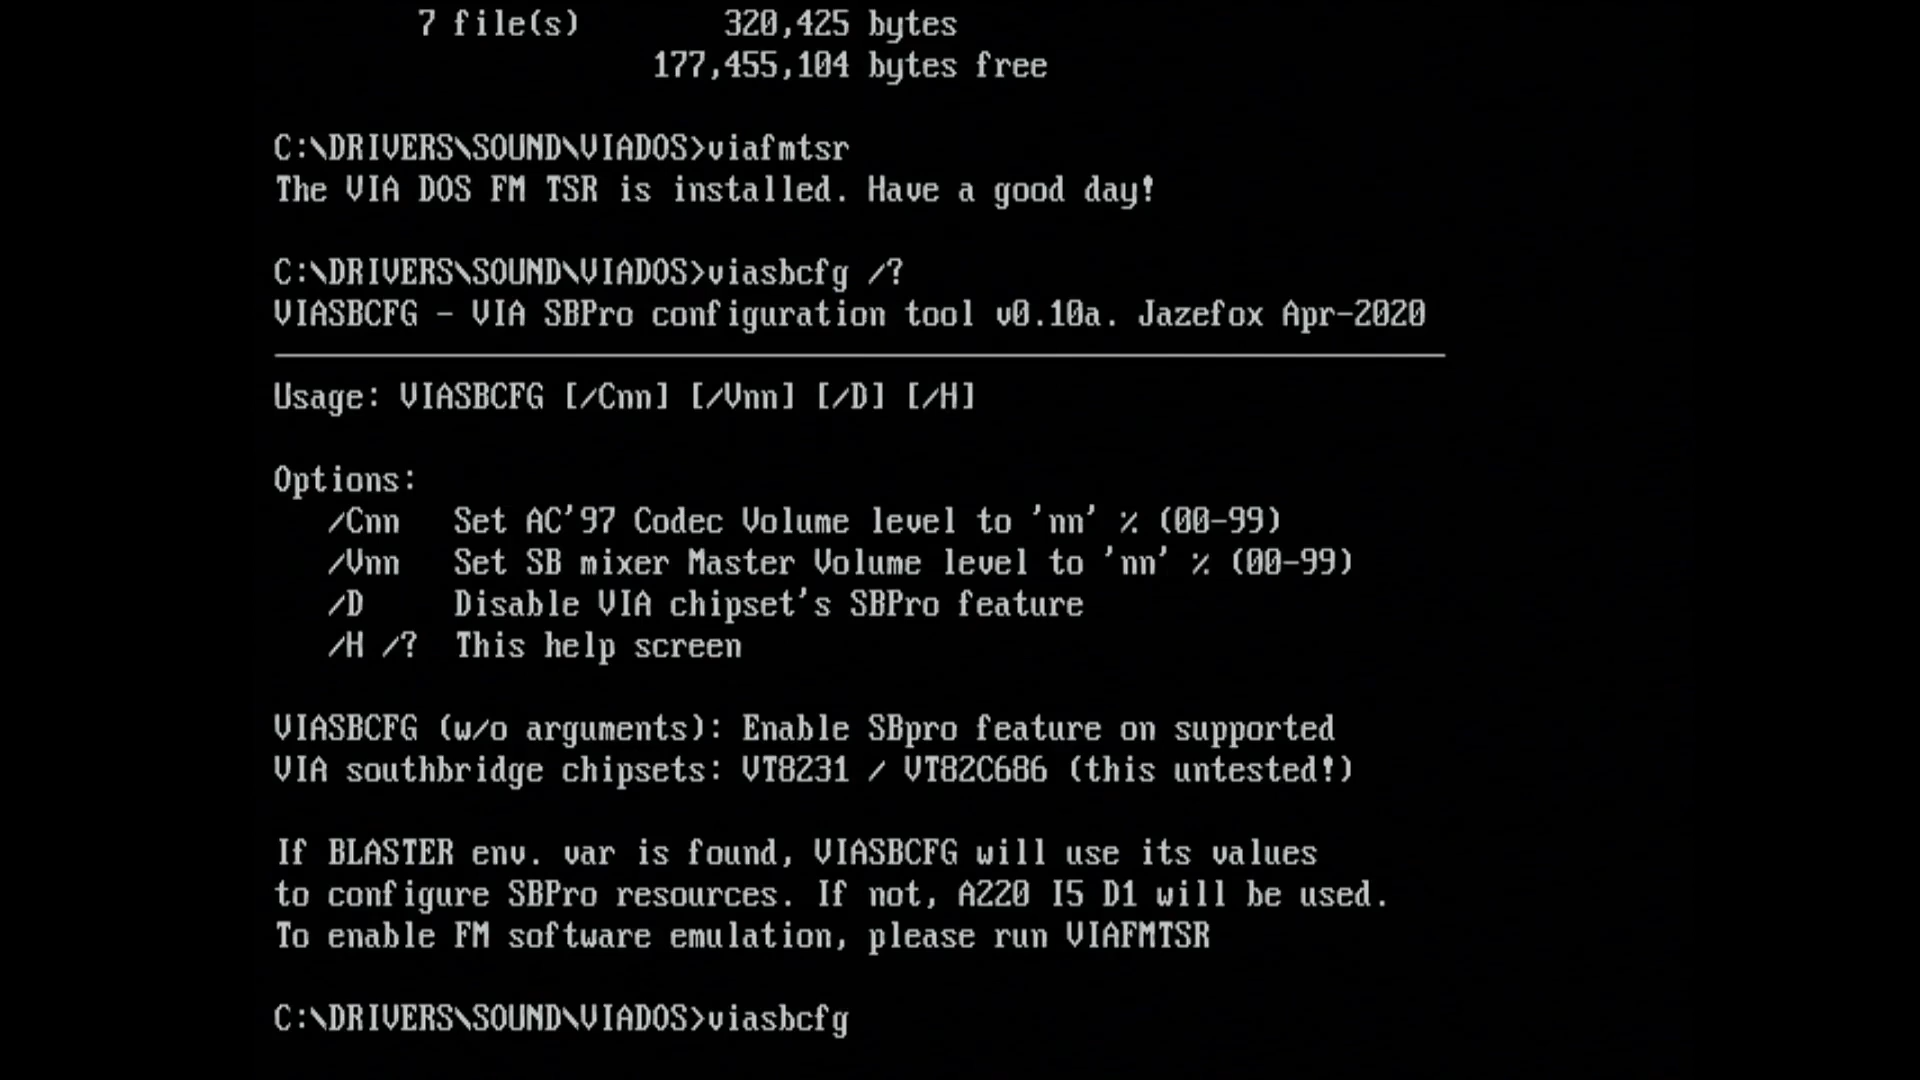 7 file(s) 320,425 bytes
177,455,104 bytes free
C:\DRIVERS\SOUND\VIADOS>viafmtsr
The VIA DOS FM TSR is installed. Have a good day!
C:\DRIVERS\SOUND\VIADOS>viasbcfg /?
VIASBCFG - VIA SBPro configuration tool v0.10a. Jazefox Apr-2020
Usage: VIASBCFG [/Cnn] [/Vnn] [/D] [/H]
Options:
/Cnn Set AC'97 Codec Volume level to 'nn' % (00-99)
/Vnn Set SB mixer Master Volume level to 'nn' % (00-99)
/D Disable VIA chipset's SBPro feature
/H /? This help screen
VIASBCFG (w/o arguments): Enable SBpro feature on supported
VIA southbridge chipsets: VT8231 / VT82C686 (this untested!)
If BLASTER env. var is found, VIASBCFG will use its values
to configure SBPro resources. If not, A220 I5 D1 will be used.
To enable FM software emulation, please run VIAFMTSR
C:\DRIVERS\SOUND\VIADOS>viasbcfg